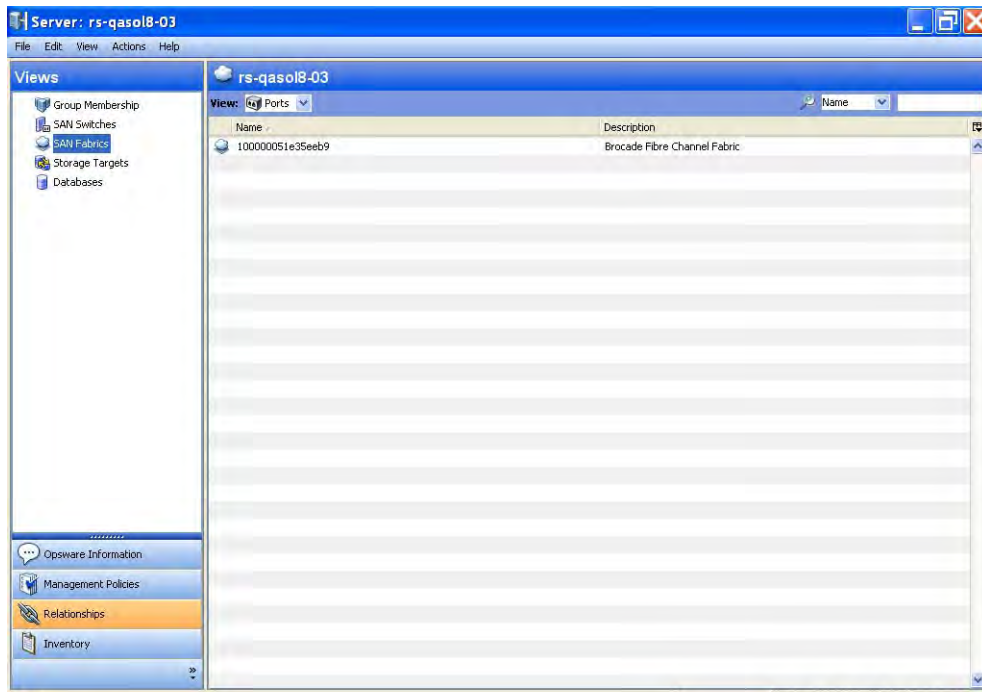 Server: rs-qasol8-03
File Edit View Actions Help
Views
Group Membership
SAN Switches
SAN Fabrics
Storage Targets
Databases
Opsware Information
Management Policies
Relationships
Inventory
rs-qasol8-03
View: Ports Name
Name Description
100000051e35eeb9 Brocade Fibre Channel Fabric